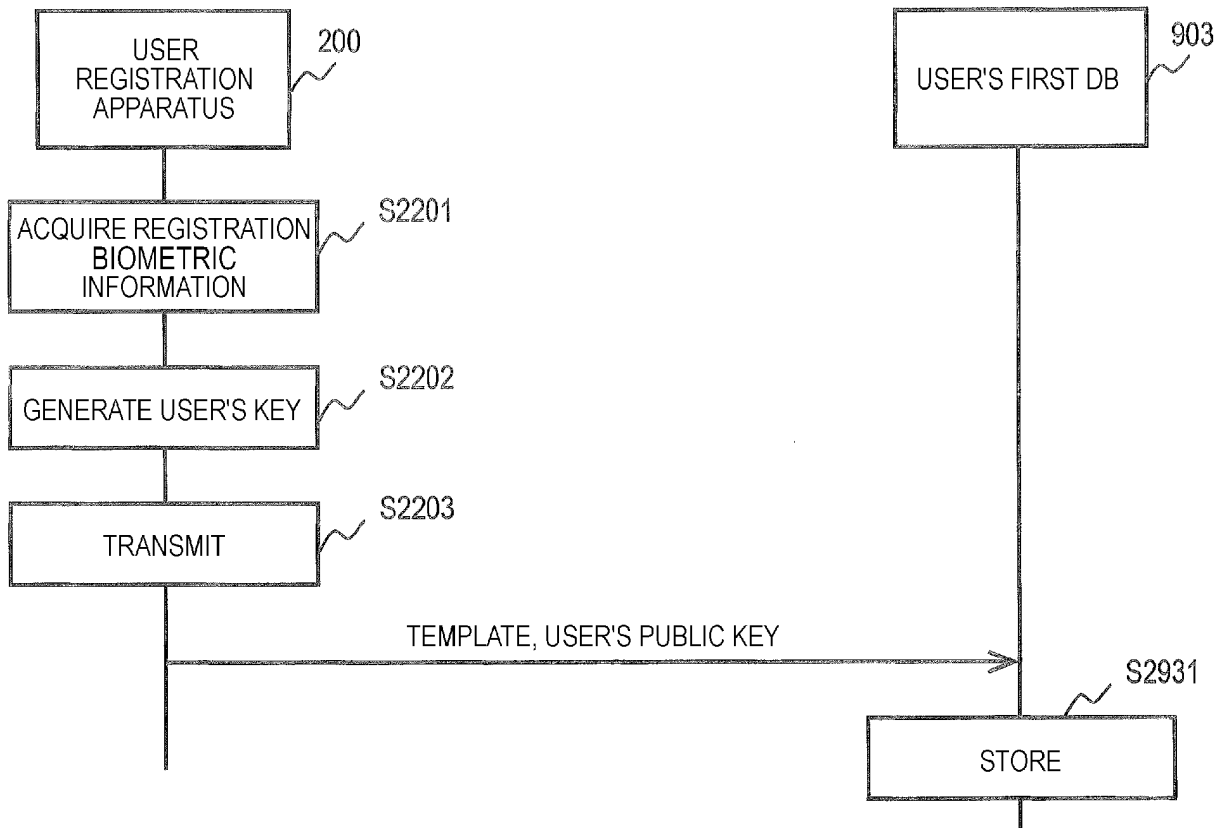 USER
REGISTRATION
APPARATUS
200
USER'S FIRST DB
903
ACQUIRE REGISTRATION
BIOMETRIC
INFORMATION
S2201
GENERATE USER'S KEY
S2202
TRANSMIT
S2203
TEMPLATE, USER'S PUBLIC KEY
S2931
STORE